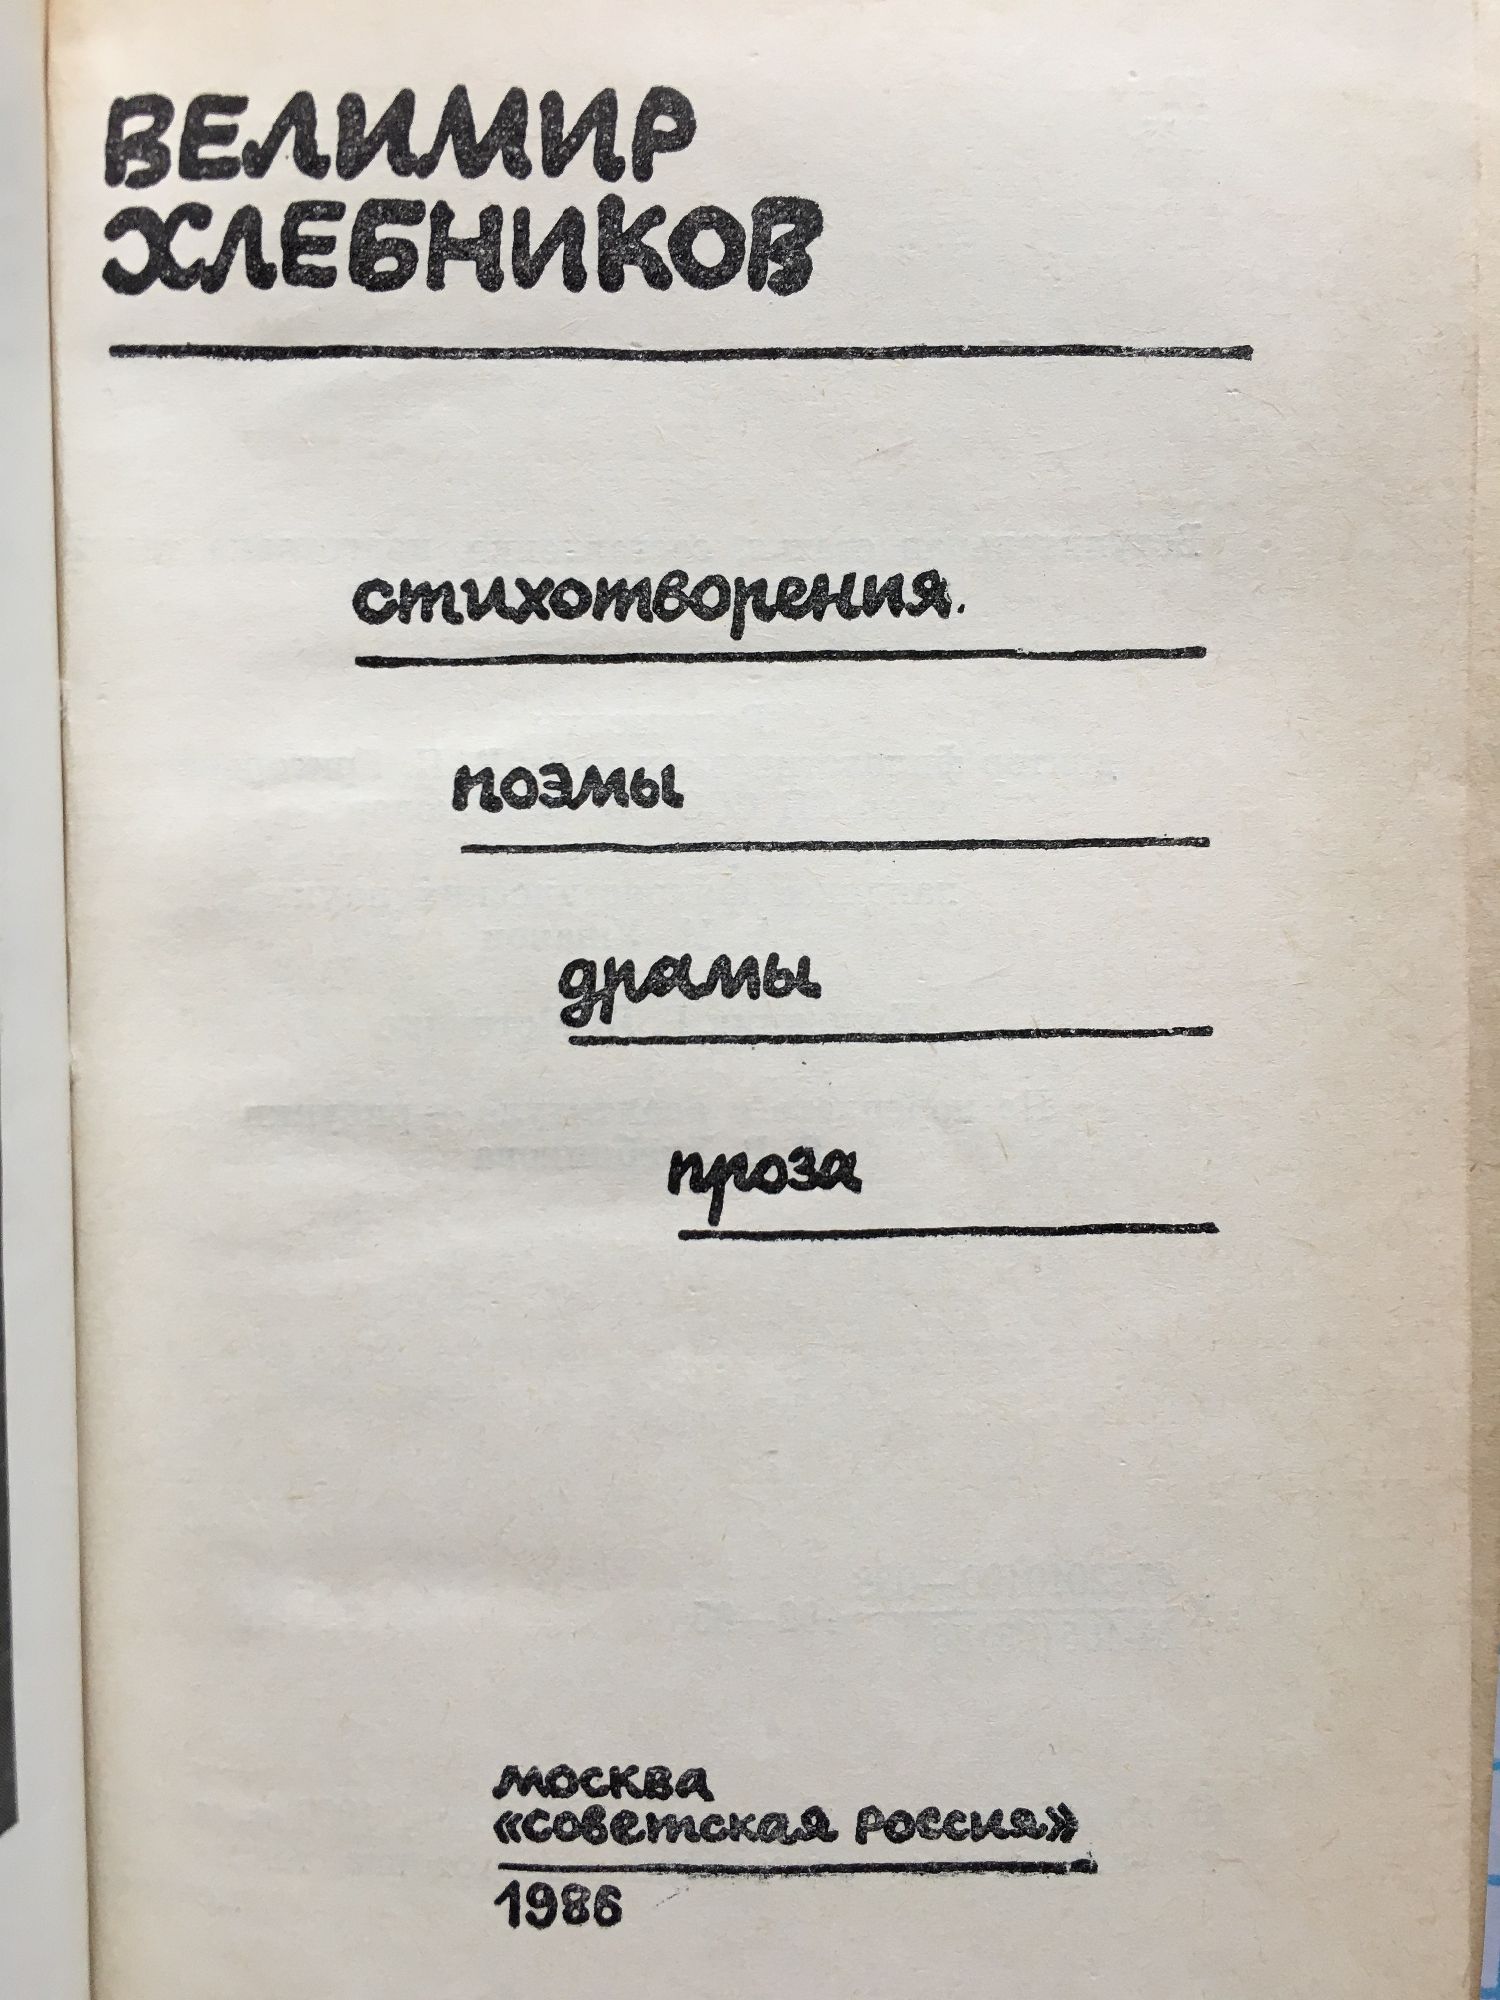 ВЕЛИМИР
ХЛЕБНИКОВ
стихотворения.
поэмы
драмы
проза
москва
«советская россия»
1986